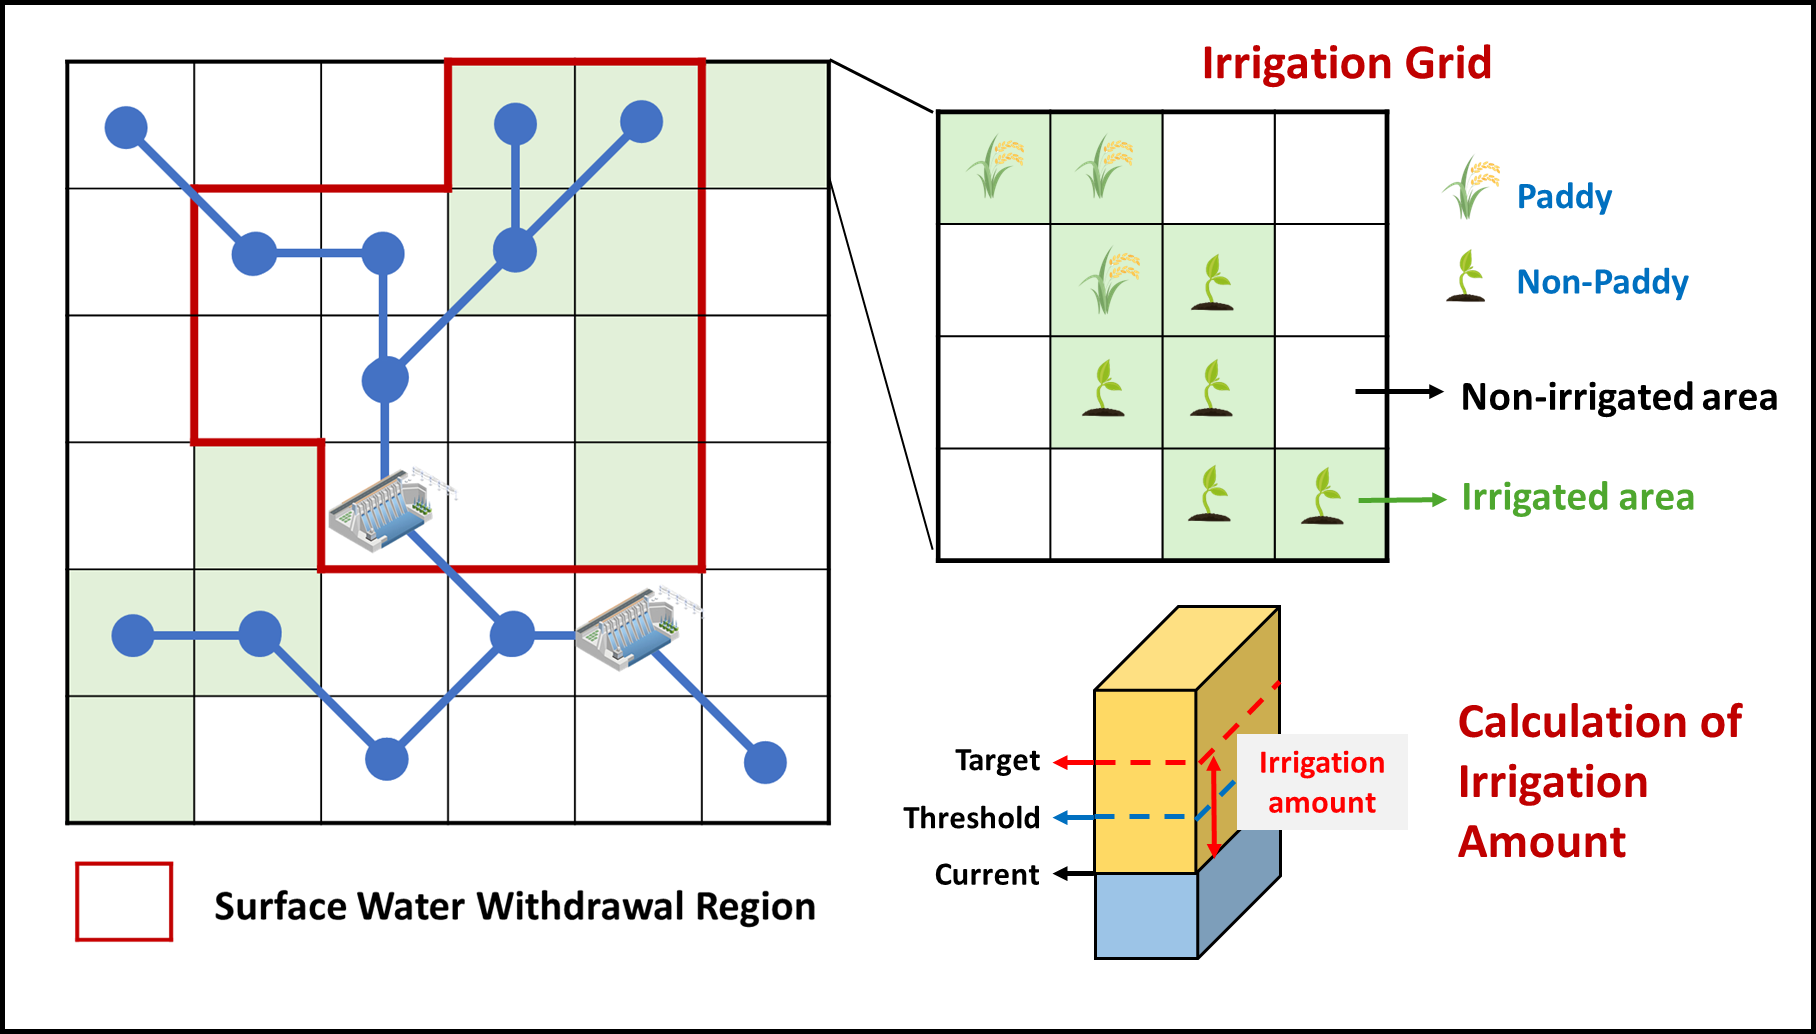 Irrigation Grid
Paddy
Non-Paddy
Non-irrigated area
Irrigated area
Target
Threshold
Current
Irrigation
amount
Calculation of
Irrigation
Amount
Surface Water Withdrawal Region